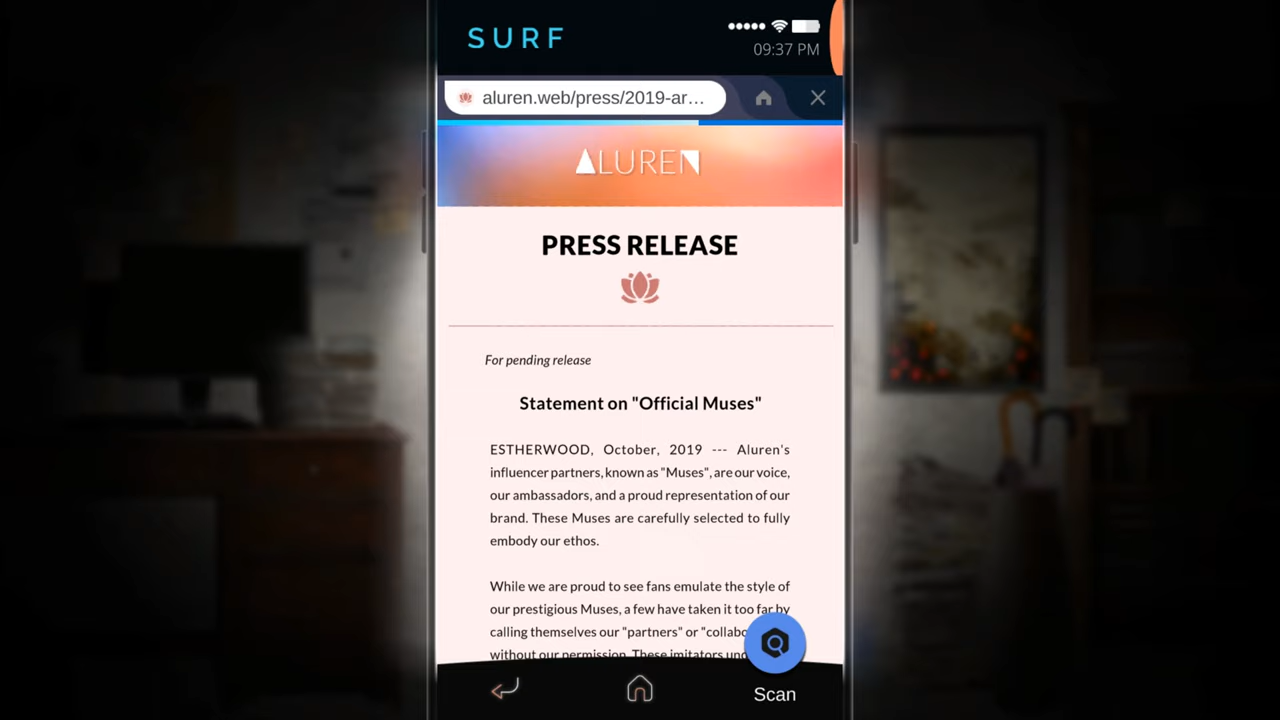 SURF
09:37 PM
aluren.web/press/2019-ar...
ALUREN
PRESS RELEASE
For pending release
Statement on "Official Muses"
ESTHERWOOD, October, 2019 --- Aluren's
influencer partners, known as "Muses", are our voice,
our ambassadors, and a proud representation of our
brand. These Muses are carefully selected to fully
embody our ethos.
While we are proud to see fans emulate the style of
our prestigious Muses, a few have taken it too far by
calling themselves our "partners" or "collabo
without our permission. These imitators und
Scan